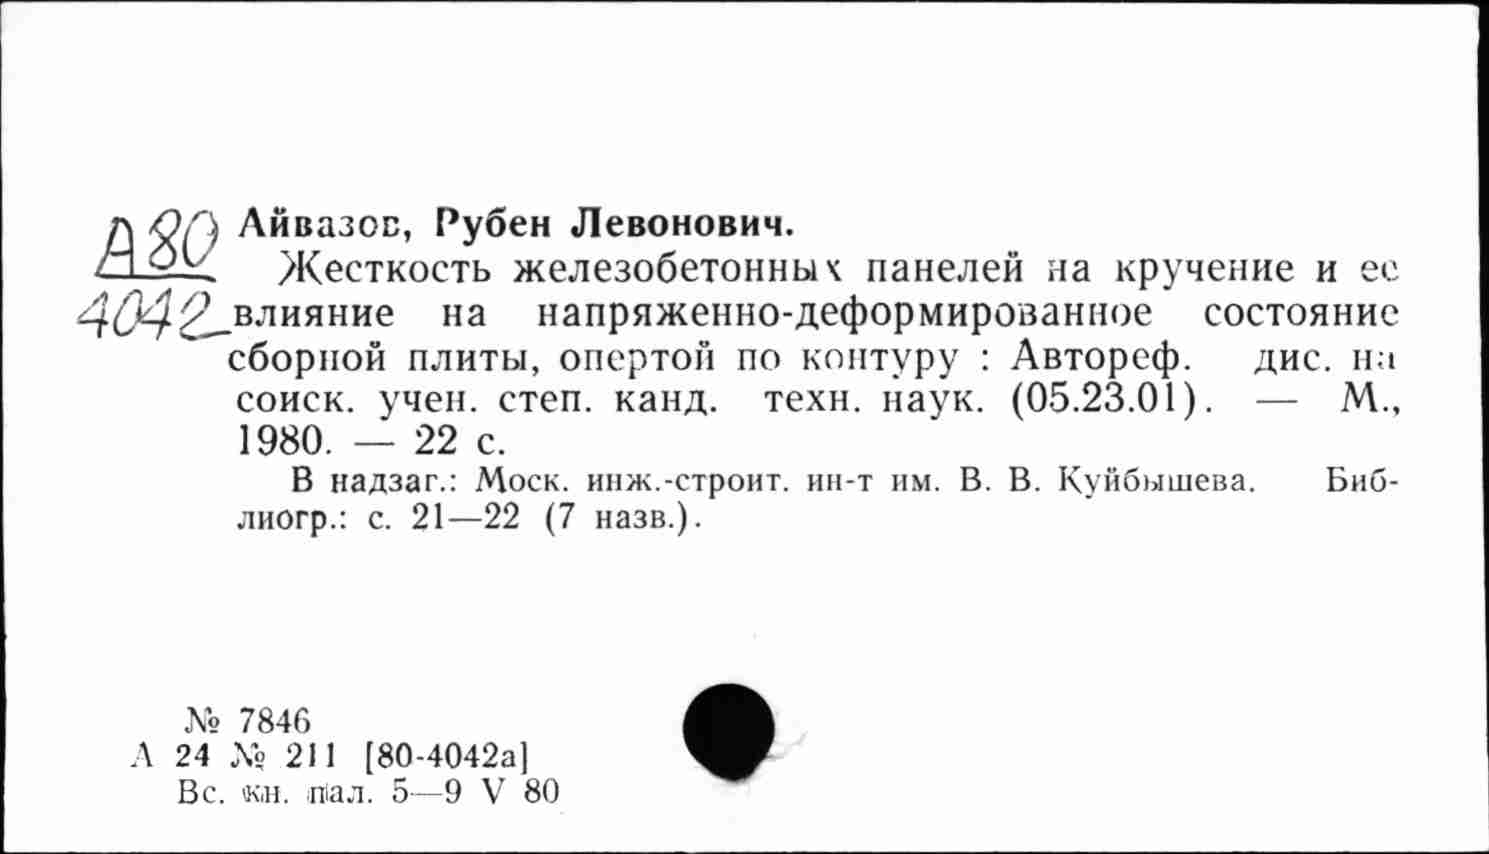 А80
4042
Айвазов, Рубен Левонович.
Жесткость железобетонных панелей на кручение и ее
влияние на напряженно-деформированное состояние
сборной плиты, опертой по контуру : Автореф. дис. на
соиск. учен. степ. канд. техн. наук. (05.23.01). — М.,
1980. — 22 с.
В надзаг.: Моск. инж.-строит. ин-т им. В. В. Куйбышева. Биб-
лиогр.: с. 21—22 (7 назв.).
№ 7846
А 24 № 211 [80-4042а]
Вс. кн. пал. 5—9 V 80